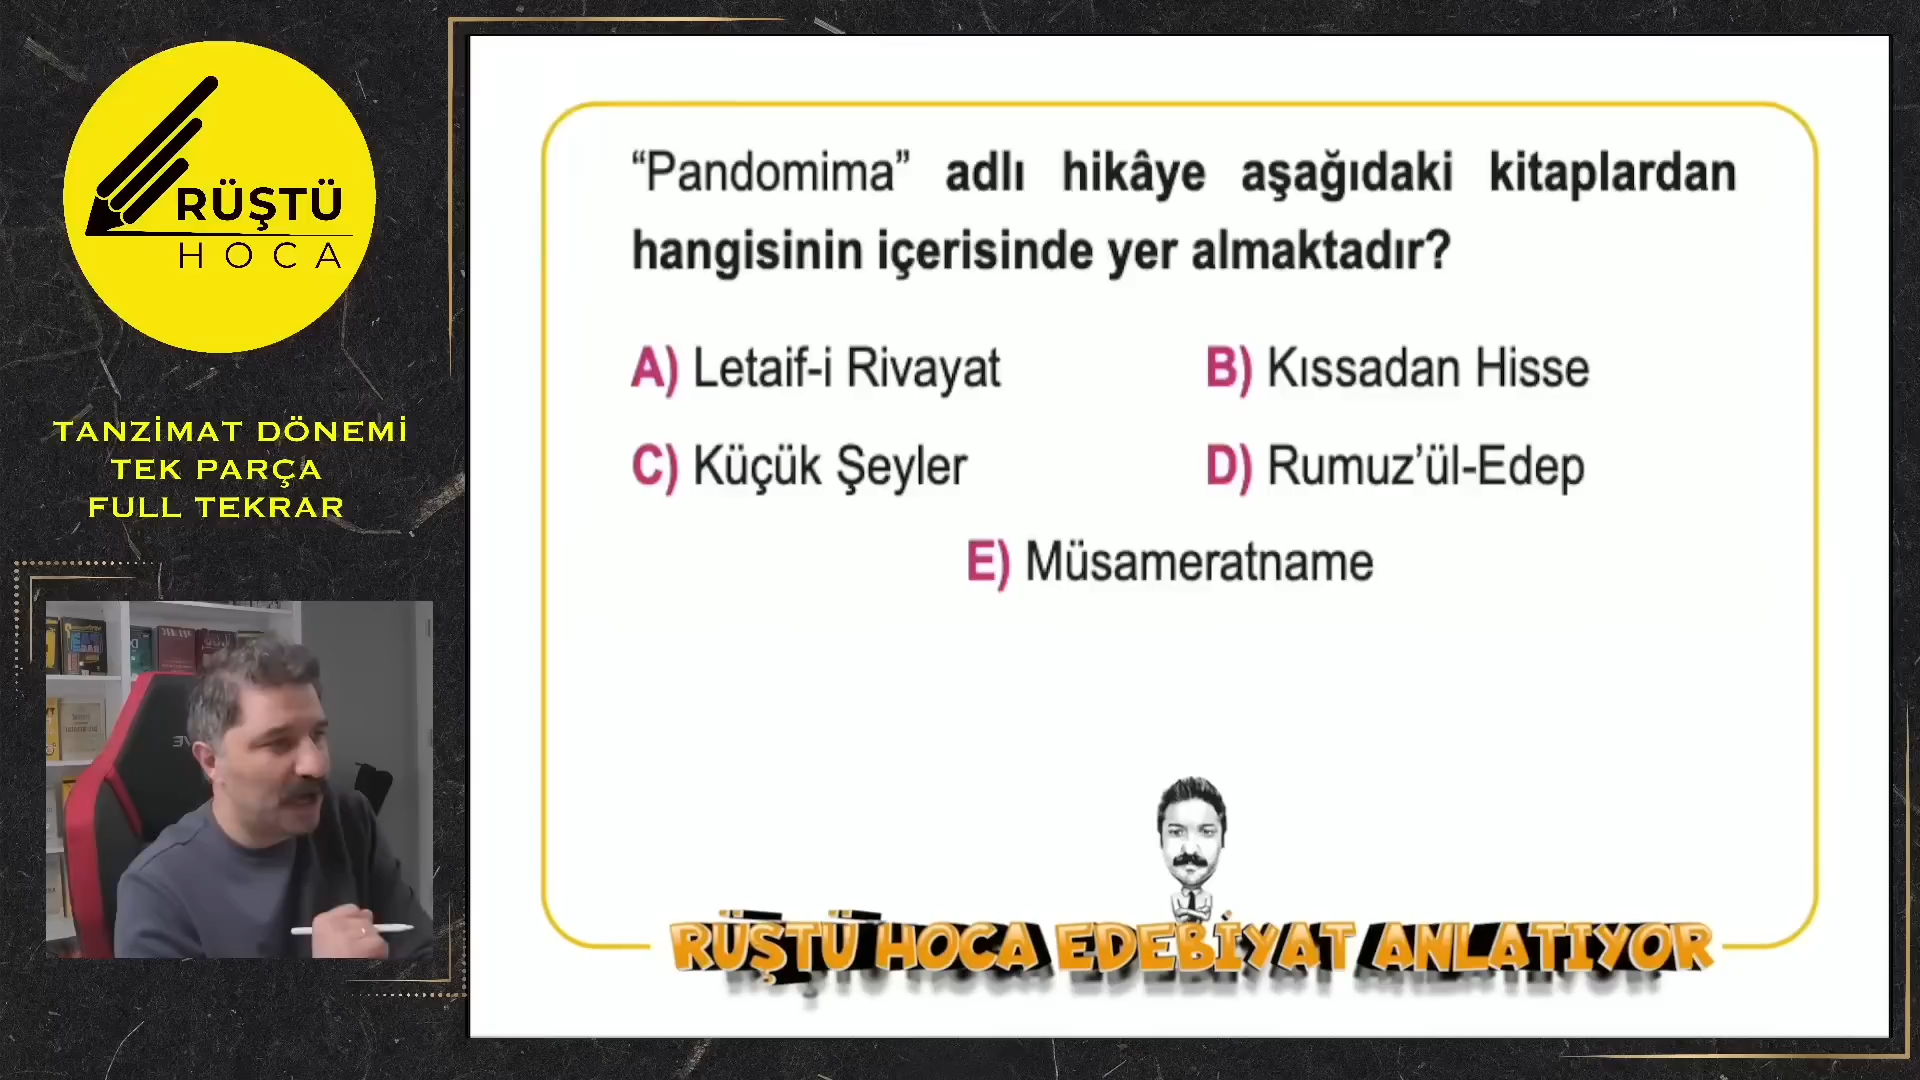 RÜŞTÜ
HOCA
TANZİMAT DÖNEMİ
TEK PARÇA
FULL TEKRAR
“Pandomima” adlı hikâye aşağıdaki kitaplardan
hangisinin içerisinde yer almaktadır?
A) Letaif-i Rivayat
B) Kıssadan Hisse
C) Küçük Şeyler
D) Rumuz’ül-Edep
E) Müsameratname
RÜŞTÜ HOCA EDEBİYAT ANLATIYOR